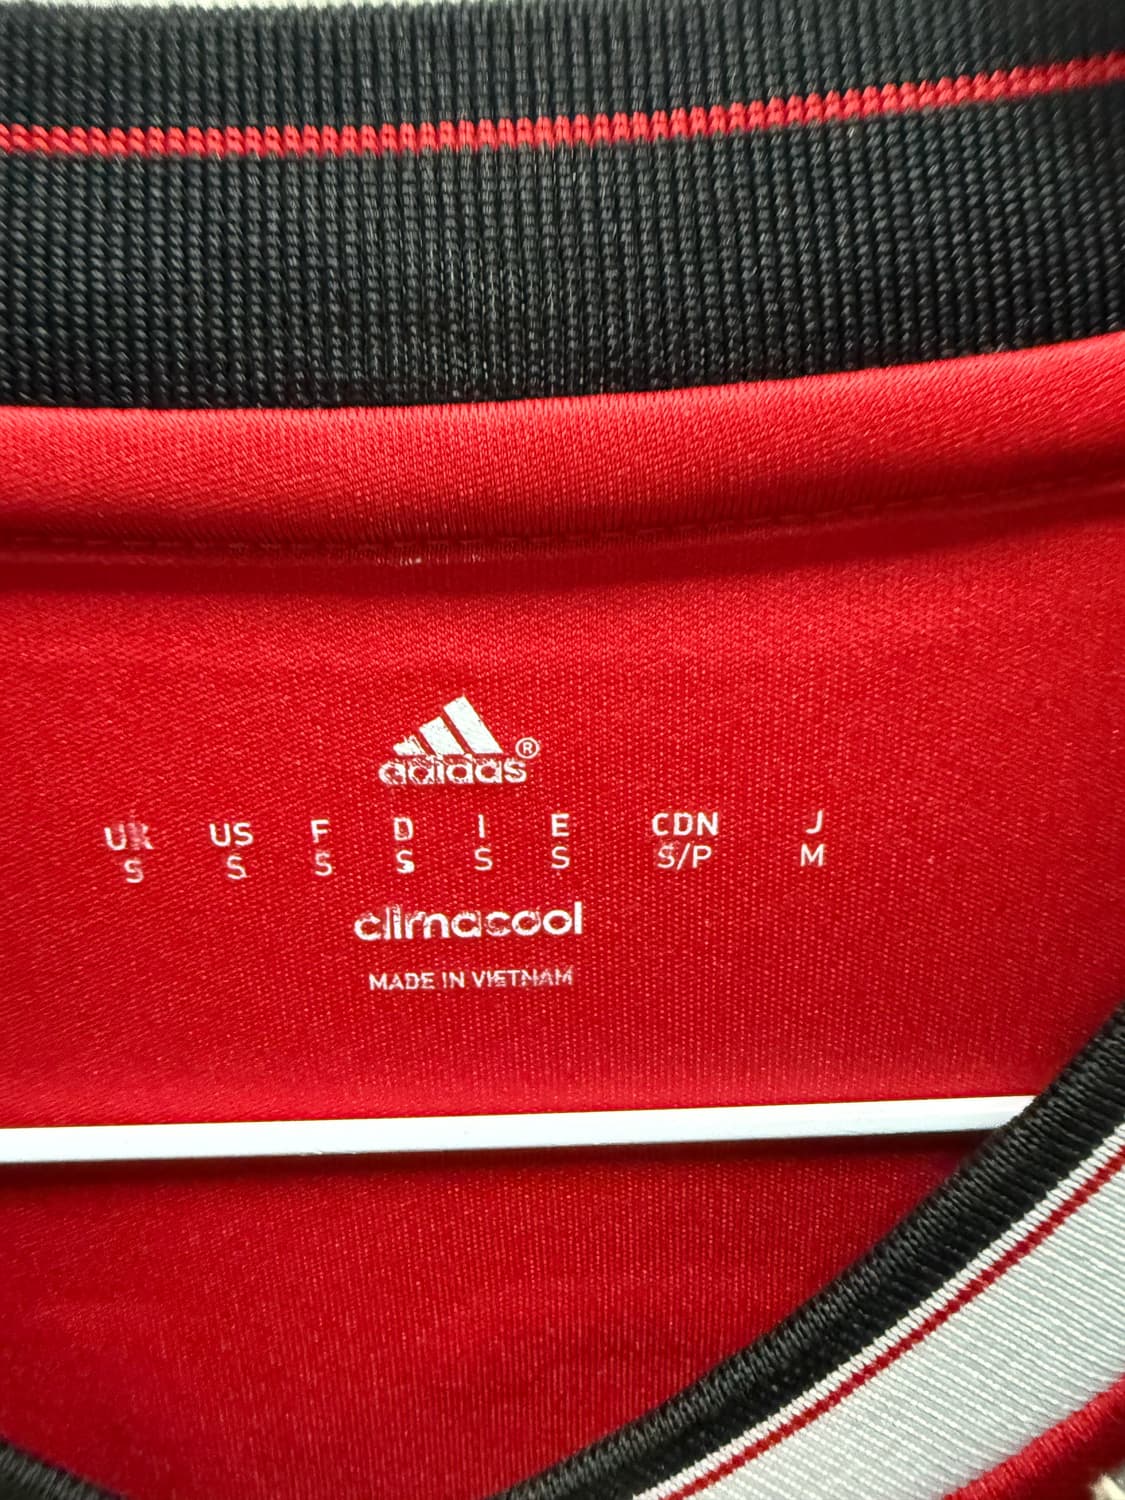 adidas®
UK US F D I E CDN J
S S S S S S S/P M
climacool
MADE IN VIETNAM